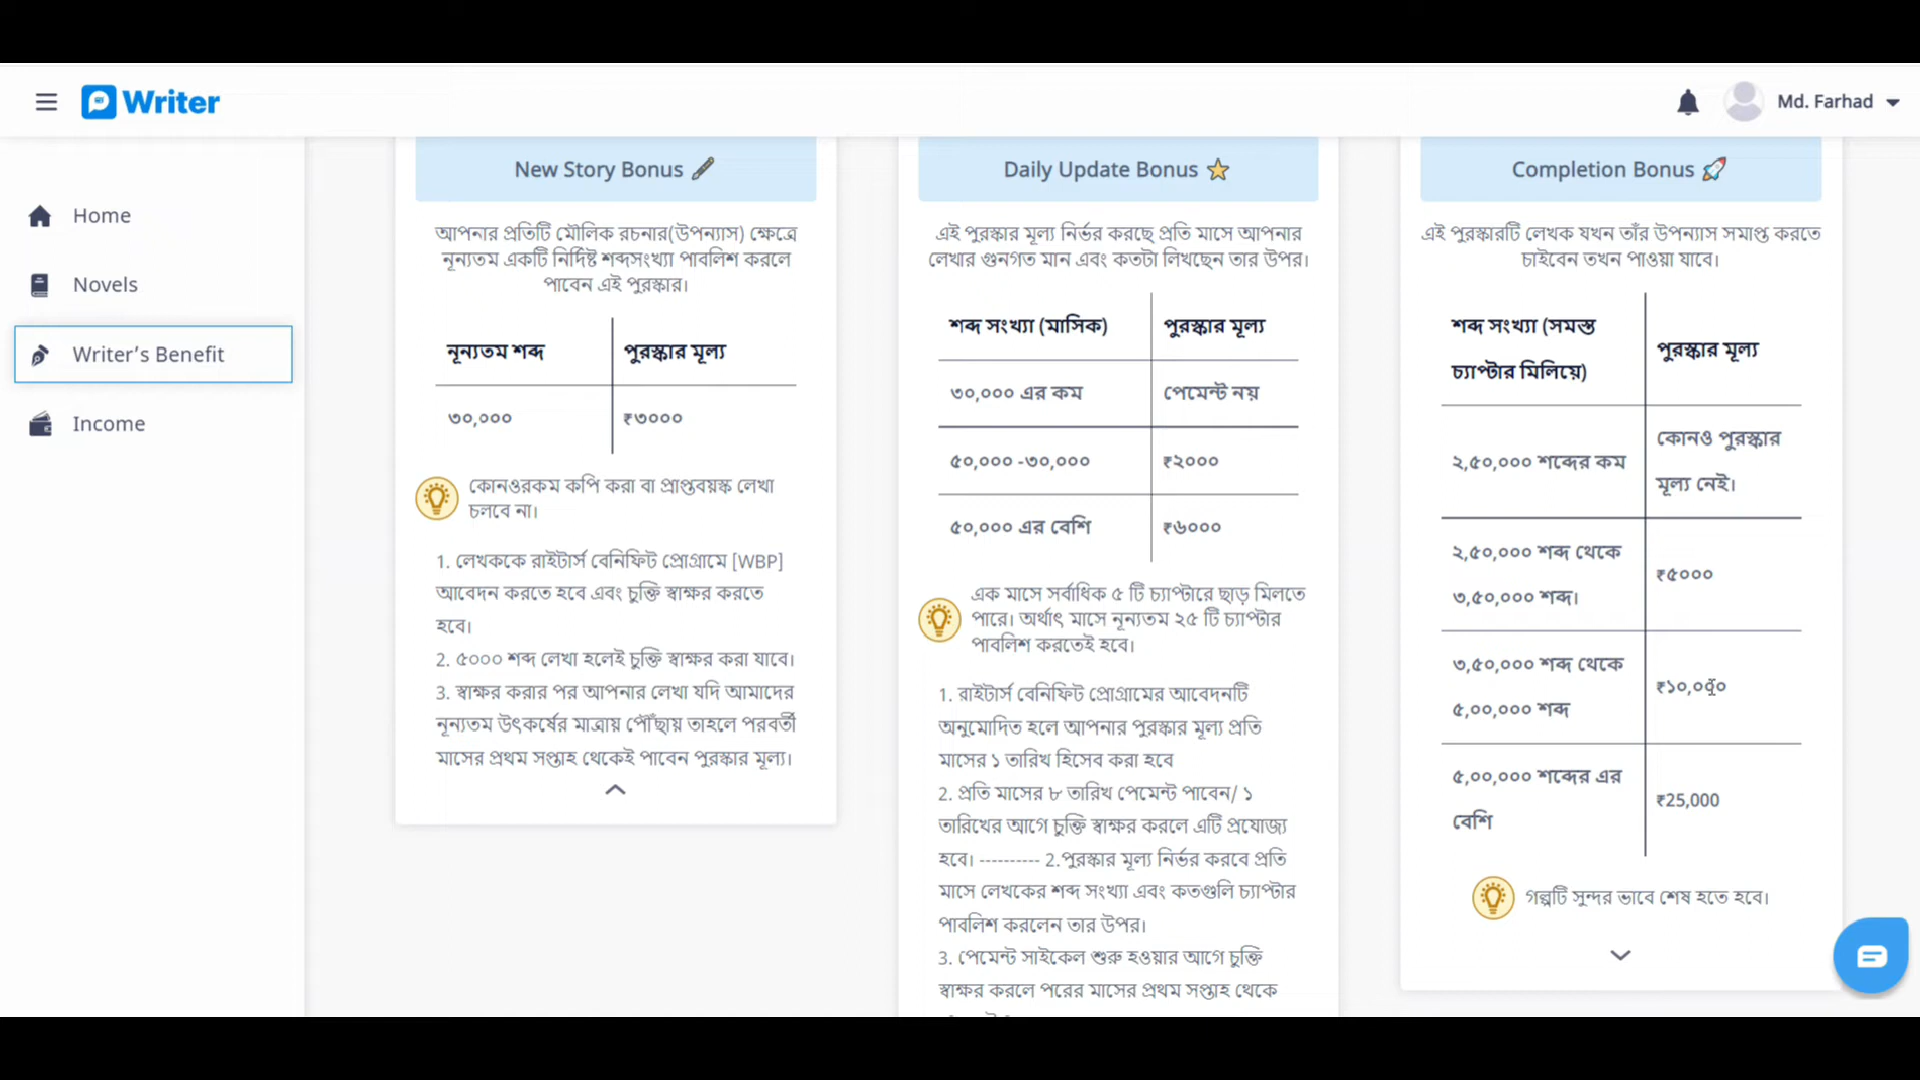 Writer
Md. Farhad
Home
Novels
Writer's Benefit
Income
New Story Bonus
আপনার প্রতিটি মৌলিক রচনার(উপন্যাস) ক্ষেত্রে
নূন্যতম একটি নির্দিষ্ট শব্দসংখ্যা পাবলিশ করলে
পাবেন এই পুরস্কার।
নূন্যতম শব্দ পুরস্কার মূল্য
৩০,০০০ ₹৩০০০
কোনওরকম কপি করা বা প্রাপ্তবয়স্ক লেখা
চলবে না।
1. লেখককে রাইটার্স বেনিফিট প্রোগ্রামে [WBP]
আবেদন করতে হবে এবং চুক্তি স্বাক্ষর করতে
হবে।
2. ৫০০০ শব্দ লেখা হলেই চুক্তি স্বাক্ষর করা যাবে।
3. স্বাক্ষর করার পর আপনার লেখা যদি আমাদের
নূন্যতম উৎকর্ষের মাত্রায় পৌঁছায় তাহলে পরবর্তী
মাসের প্রথম সপ্তাহ থেকেই পাবেন পুরস্কার মূল্য।
Daily Update Bonus
এই পুরস্কার মূল্য নির্ভর করছে প্রতি মাসে আপনার
লেখার গুনগত মান এবং কতটা লিখছেন তার উপর।
শব্দ সংখ্যা (মাসিক) পুরস্কার মূল্য
৩০,০০০ এর কম পেমেন্ট নয়
৫০,০০০ -৩০,০০০ ₹২০০০
৫০,০০০ এর বেশি ₹৬০০০
এক মাসে সর্বাধিক ৫ টি চ্যাপ্টারে ছাড় মিলতে
পারে। অর্থাৎ মাসে নূন্যতম ২৫ টি চ্যাপ্টার
পাবলিশ করতেই হবে।
1. রাইটার্স বেনিফিট প্রোগ্রামের আবেদনটি
অনুমোদিত হলে আপনার পুরস্কার মূল্য প্রতি
মাসের ১ তারিখ হিসেব করা হবে
2. প্রতি মাসের ৮ তারিখ পেমেন্ট পাবেন/ ১
তারিখের আগে চুক্তি স্বাক্ষর করলে এটি প্রযোজ্য
হবে। ---------- 2.পুরস্কার মূল্য নির্ভর করবে প্রতি
মাসে লেখকের শব্দ সংখ্যা এবং কতগুলি চ্যাপ্টার
পাবলিশ করলেন তার উপর।
3. পেমেন্ট সাইকেল শুরু হওয়ার আগে চুক্তি
স্বাক্ষর করলে পরের মাসের প্রথম সপ্তাহ থেকে
Completion Bonus
এই পুরস্কারটি লেখক যখন তাঁর উপন্যাস সমাপ্ত করতে
চাইবেন তখন পাওয়া যাবে।
শব্দ সংখ্যা (সমস্ত
চ্যাপ্টার মিলিয়ে)
পুরস্কার মূল্য
২,৫০,০০০ শব্দের কম
কোনও পুরস্কার
মূল্য নেই।
২,৫০,০০০ শব্দ থেকে
৩,৫০,০০০ শব্দ।
₹৫০০০
৩,৫০,০০০ শব্দ থেকে
৫,০০,০০০ শব্দ
₹১০,০০০
৫,০০,০০০ শব্দের এর
বেশি
₹25,000
গল্পটি সুন্দর ভাবে শেষ হতে হবে।